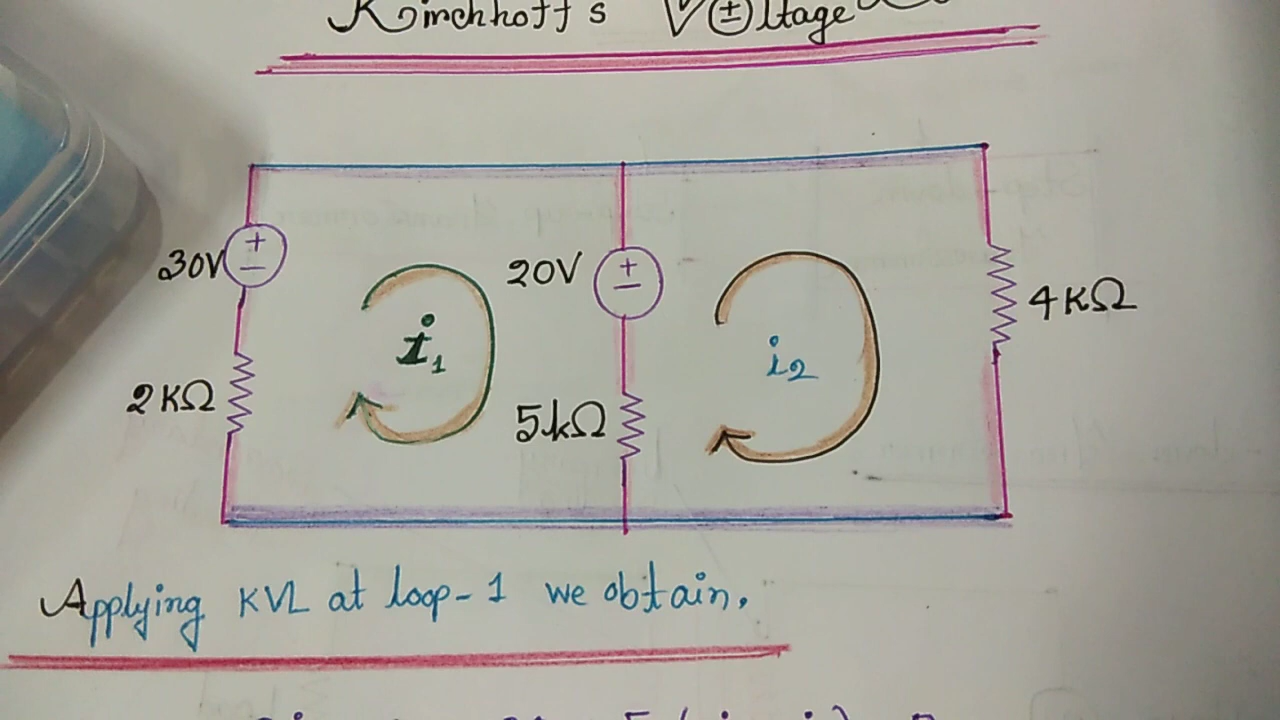 Kirchhoff's Voltage
30V
+
−
20V
+
−
4KΩ
i1
i2
2KΩ
5kΩ
Applying KVL at loop-1 we obtain.